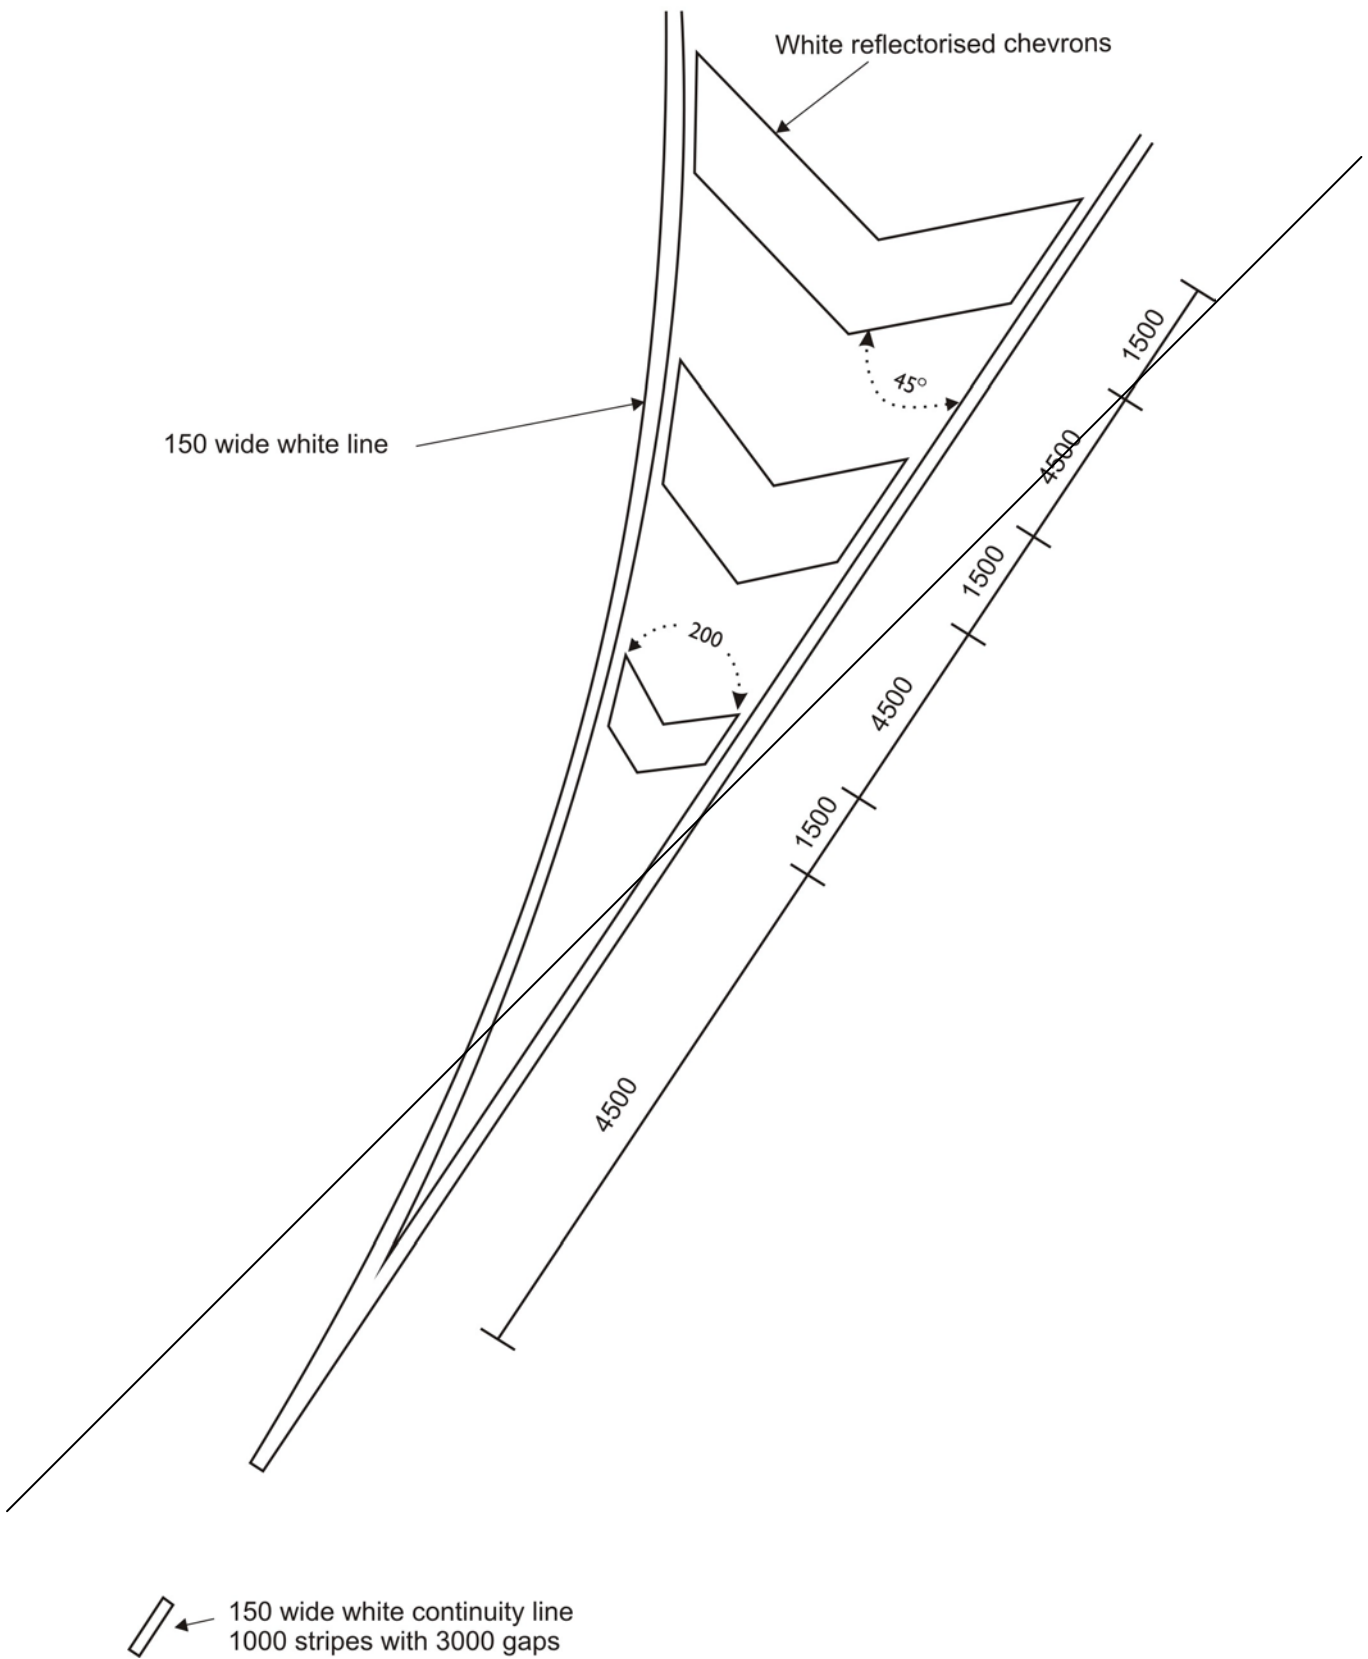 White reflectorised chevrons
1500
45°
150 wide white line
4500
1500
200
4500
1500
4500
150 wide white continuity line
1000 stripes with 3000 gaps